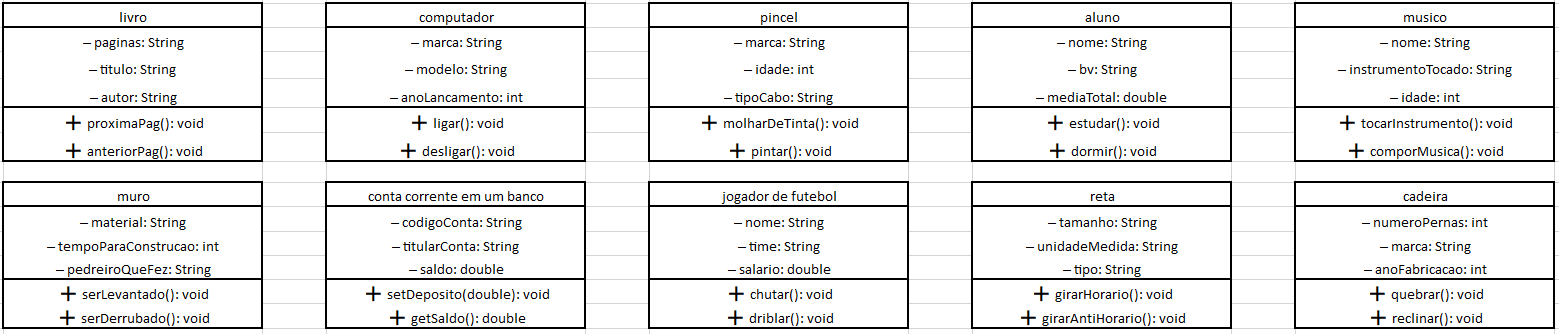 livro
– paginas: String
– titulo: String
– autor: String
+ proximaPag(): void
+ anteriorPag(): void
computador
– marca: String
– modelo: String
– anoLancamento: int
+ ligar(): void
+ desligar(): void
pincel
– marca: String
– idade: int
– tipoCabo: String
+ molharDeTinta(): void
+ pintar(): void
aluno
– nome: String
– bv: String
– mediaTotal: double
+ estudar(): void
+ dormir(): void
musico
– nome: String
– instrumentoTocado: String
– idade: int
+ tocarInstrumento(): void
+ comporMusica(): void
muro
– material: String
– tempoParaConstrucao: int
– pedreiroQueFez: String
+ serLevantado(): void
+ serDerrubado(): void
conta corrente em um banco
– codigoConta: String
– titularConta: String
– saldo: double
+ setDeposito(double): void
+ getSaldo(): double
jogador de futebol
– nome: String
– time: String
– salario: double
+ chutar(): void
+ driblar(): void
reta
– tamanho: String
– unidadeMedida: String
– tipo: String
+ girarHorario(): void
+ girarAntiHorario(): void
cadeira
– numeroPernas: int
– marca: String
– anoFabricacao: int
+ quebrar(): void
+ reclinar(): void